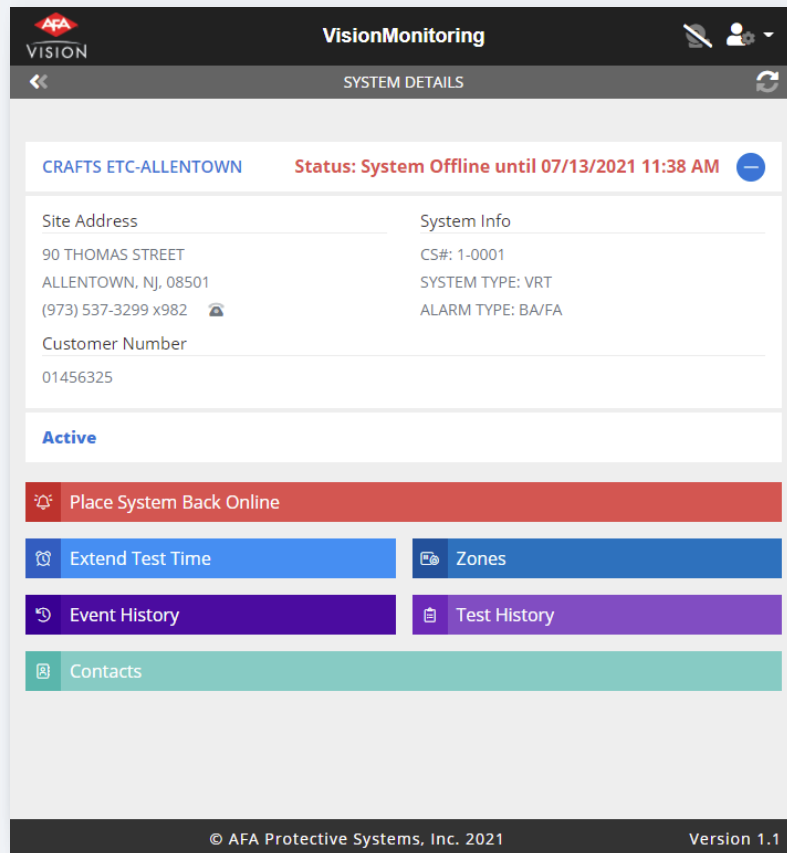 AFA
VISION
VisionMonitoring
SYSTEM DETAILS
CRAFTS ETC-ALLENTOWN
Status: System Offline until 07/13/2021 11:38 AM
Site Address
90 THOMAS STREET
ALLENTOWN, NJ, 08501
(973) 537-3299 x982
System Info
CS#: 1-0001
SYSTEM TYPE: VRT
ALARM TYPE: BA/FA
Customer Number
01456325
Active
Place System Back Online
Extend Test Time
Zones
Event History
Test History
Contacts
© AFA Protective Systems, Inc. 2021
Version 1.1